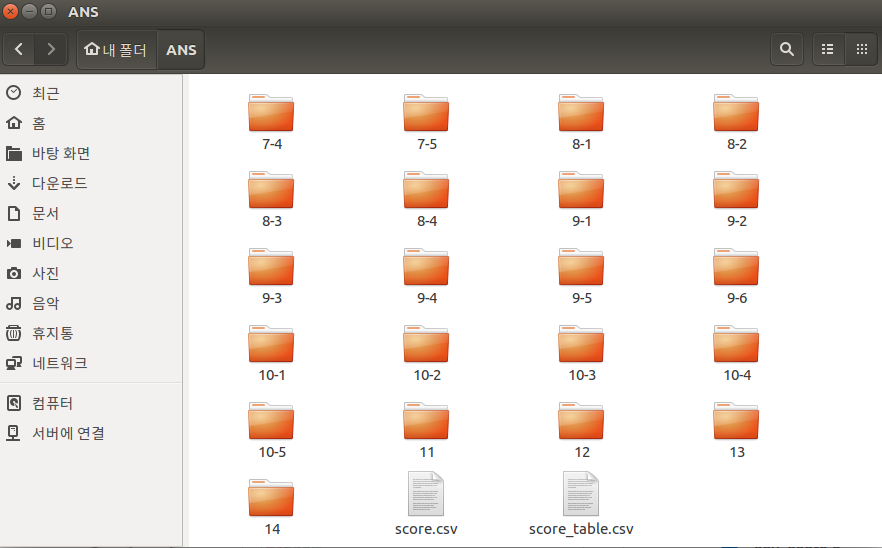 ANS
내 폴더
ANS
최근
홈
바탕 화면
다운로드
문서
비디오
사진
음악
휴지통
네트워크
컴퓨터
서버에 연결
7-4 7-5 8-1 8-2
8-3 8-4 9-1 9-2
9-3 9-4 9-5 9-6
10-1 10-2 10-3 10-4
10-5 11 12 13
14 score.csv score_table.csv